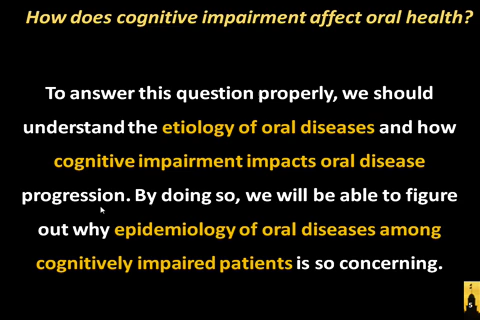 How does cognitive impairment affect oral health?
To answer this question properly, we should
understand the etiology of oral diseases and how
cognitive impairment impacts oral disease
progression. By doing so, we will be able to figure
out why epidemiology of oral diseases among
cognitively impaired patients is so concerning.